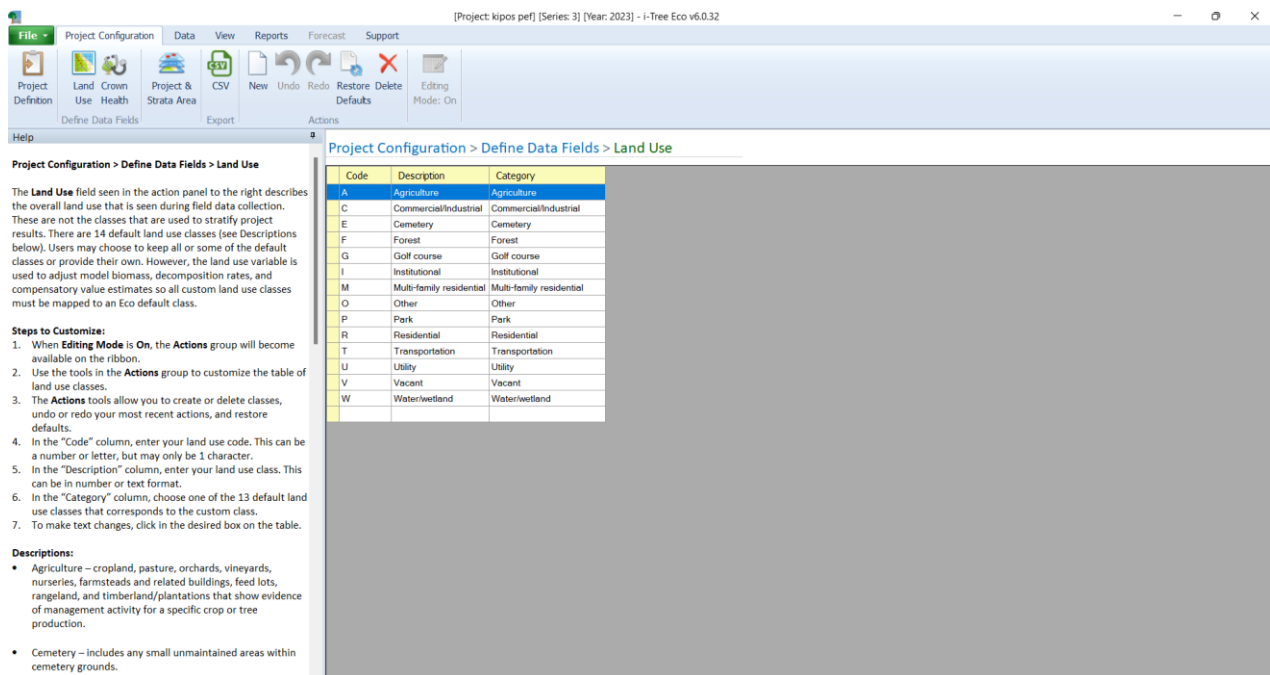 [Project: kipos pef] [Series: 3] [Year: 2023] - i-Tree Eco v6.0.32
File Project Configuration Data View Reports Forecast Support
Project Definition
Land Use
Crown Health
Project & Strata Area
CSV
New
Undo
Redo
Restore Defaults
Delete
Editing Mode: On
Define Data Fields
Export
Actions
Help
Project Configuration > Define Data Fields > Land Use
The Land Use field seen in the action panel to the right describes
the overall land use that is seen during field data collection.
These are not the classes that are used to stratify project
results. There are 14 default land use classes (see Descriptions
below). Users may choose to keep all or some of the default
classes or provide their own. However, the land use variable is
used to adjust model biomass, decomposition rates, and
compensatory value estimates so all custom land use classes
must be mapped to an Eco default class.
Steps to Customize:
1. When Editing Mode is On, the Actions group will become
available on the ribbon.
2. Use the tools in the Actions group to customize the table of
land use classes.
3. The Actions tools allow you to create or delete classes,
undo or redo your most recent actions, and restore
defaults.
4. In the "Code" column, enter your land use code. This can be
a number or letter, but may only be 1 character.
5. In the "Description" column, enter your land use class. This
can be in number or text format.
6. In the "Category" column, choose one of the 13 default land
use classes that corresponds to the custom class.
7. To make text changes, click in the desired box on the table.
Descriptions:
• Agriculture – cropland, pasture, orchards, vineyards,
nurseries, farmsteads and related buildings, feed lots,
rangeland, and timberland/plantations that show evidence
of management activity for a specific crop or tree
production.
• Cemetery – includes any small unmaintained areas within
cemetery grounds.
Project Configuration > Define Data Fields > Land Use
Code Description Category
A Agriculture Agriculture
C Commercial/Industrial Commercial/Industrial
E Cemetery Cemetery
F Forest Forest
G Golf course Golf course
I Institutional Institutional
M Multi-family residential Multi-family residential
O Other Other
P Park Park
R Residential Residential
T Transportation Transportation
U Utility Utility
V Vacant Vacant
W Water/wetland Water/wetland